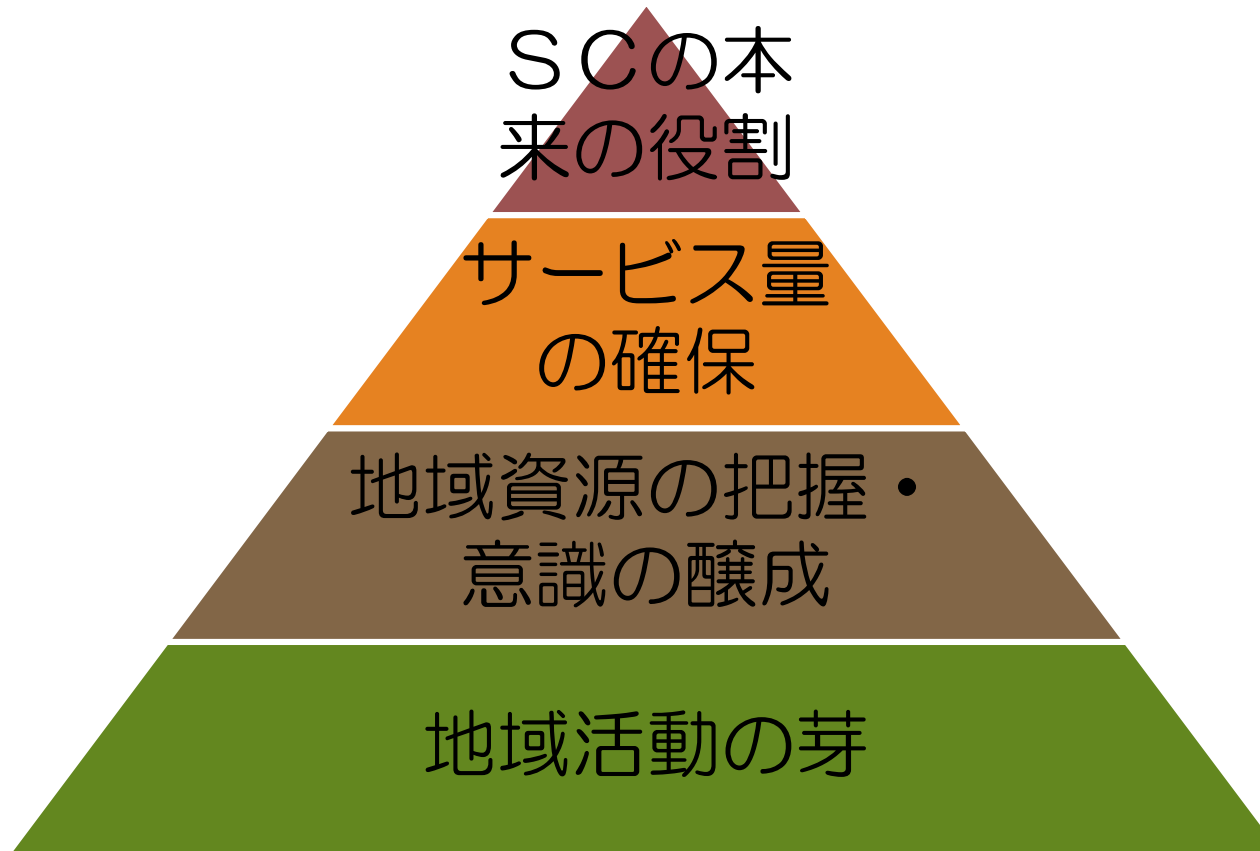 ＳＣの本
来の役割
サービス量
の確保
地域資源の把握・
意識の醸成
地域活動の芽